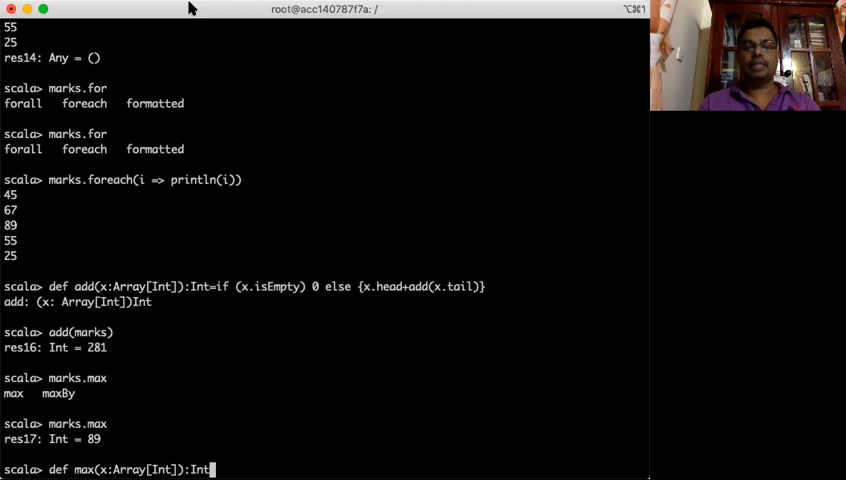 root@acc140787f7a: /
⌥⌘1
55
25
res14: Any = ()
scala> marks.for
forall   foreach   formatted
scala> marks.for
forall   foreach   formatted
scala> marks.foreach(i => println(i))
45
67
89
55
25
scala> def add(x:Array[Int]):Int=if (x.isEmpty) 0 else {x.head+add(x.tail)}
add: (x: Array[Int])Int
scala> add(marks)
res16: Int = 281
scala> marks.max
max   maxBy
scala> marks.max
res17: Int = 89
scala> def max(x:Array[Int]):Int